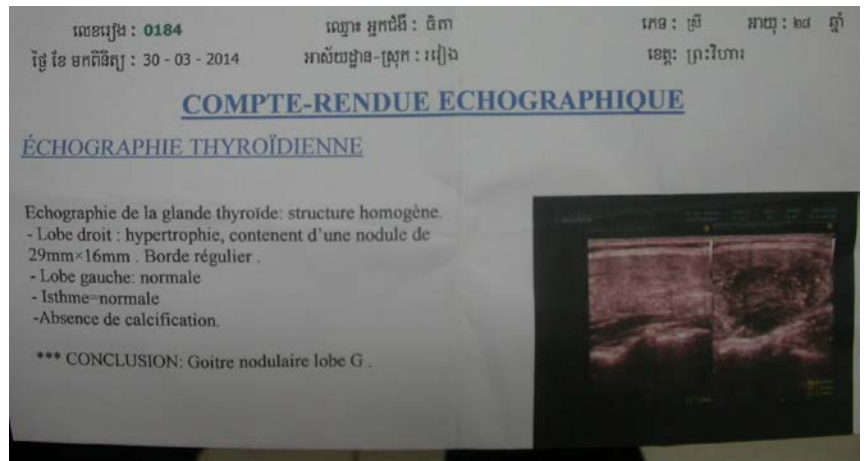 លេខរៀង : 0184 ឈ្មោះ អ្នកជំងឺ : ធិតា ភេទ : ស្រី អាយុ : ២៨ ឆ្នាំ
ថ្ងៃ ខែ មកពិនិត្យ : 30 - 03 - 2014 អាស័យដ្ឋាន-ស្រុក : រវៀង ខេត្ត: ព្រះវិហារ
COMPTE-RENDUE ECHOGRAPHIQUE
ÉCHOGRAPHIE THYROÏDIENNE
Echographie de la glande thyroïde: structure homogène.
- Lobe droit : hypertrophie, contenent d’une nodule de
29mm×16mm . Borde régulier .
- Lobe gauche: normale
- Isthme=normale
-Absence de calcification.
*** CONCLUSION: Goitre nodulaire lobe G .